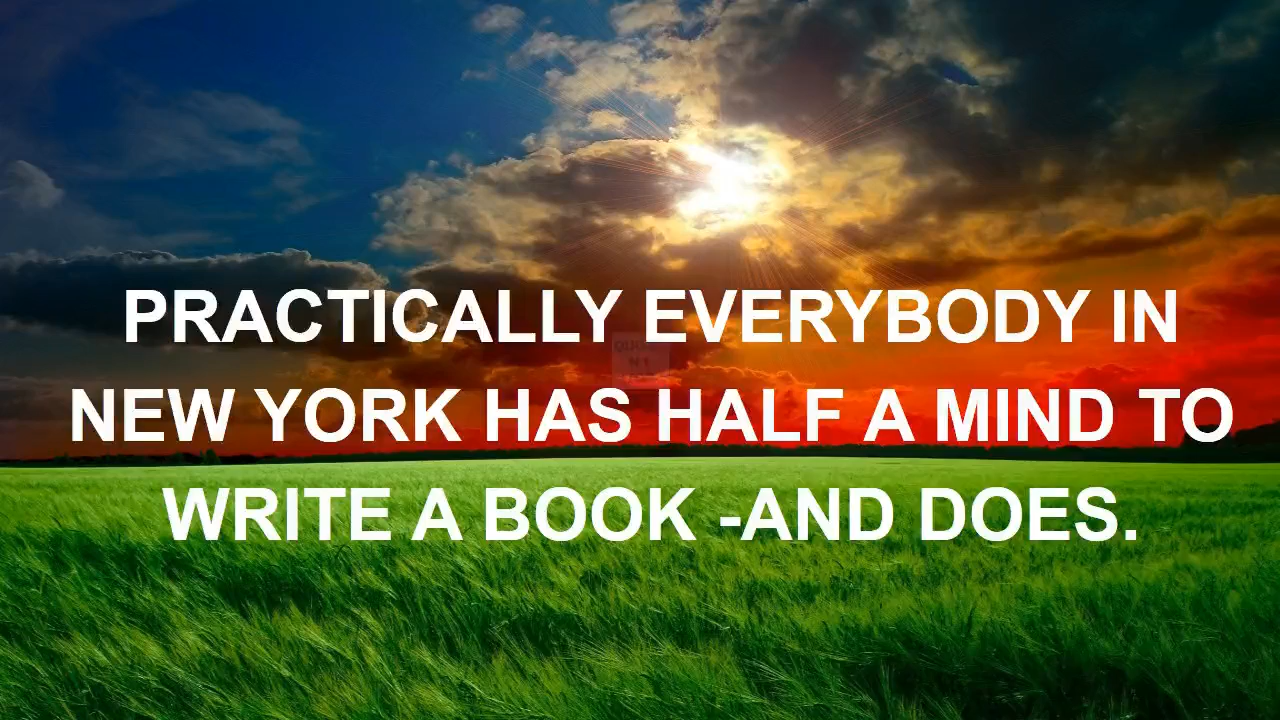 PRACTICALLY EVERYBODY IN
NEW YORK HAS HALF A MIND TO
WRITE A BOOK -AND DOES.